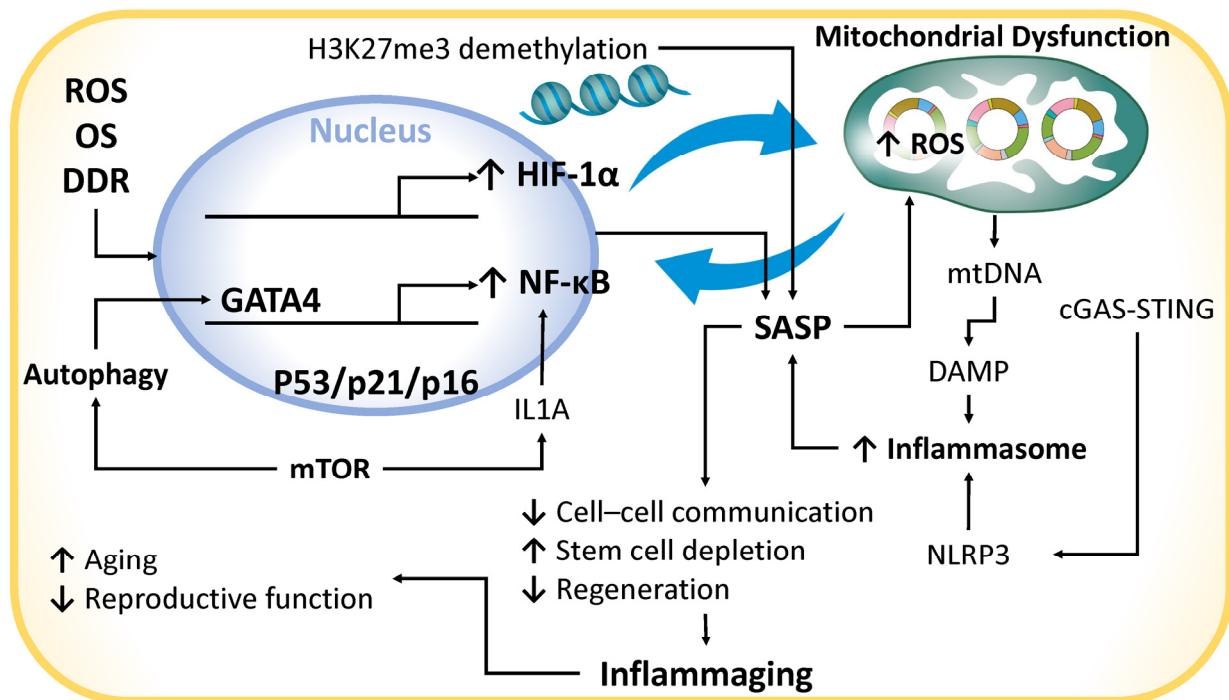 H3K27me3 demethylation
Mitochondrial Dysfunction
ROS
OS
DDR
Nucleus
↑ HIF-1α
↑ ROS
GATA4
↑ NF-κB
mtDNA
cGAS-STING
SASP
Autophagy
P53/p21/p16
DAMP
IL1A
mTOR
↑ Inflammasome
↓ Cell–cell communication
↑ Stem cell depletion
↓ Regeneration
NLRP3
↑ Aging
↓ Reproductive function
Inflammaging